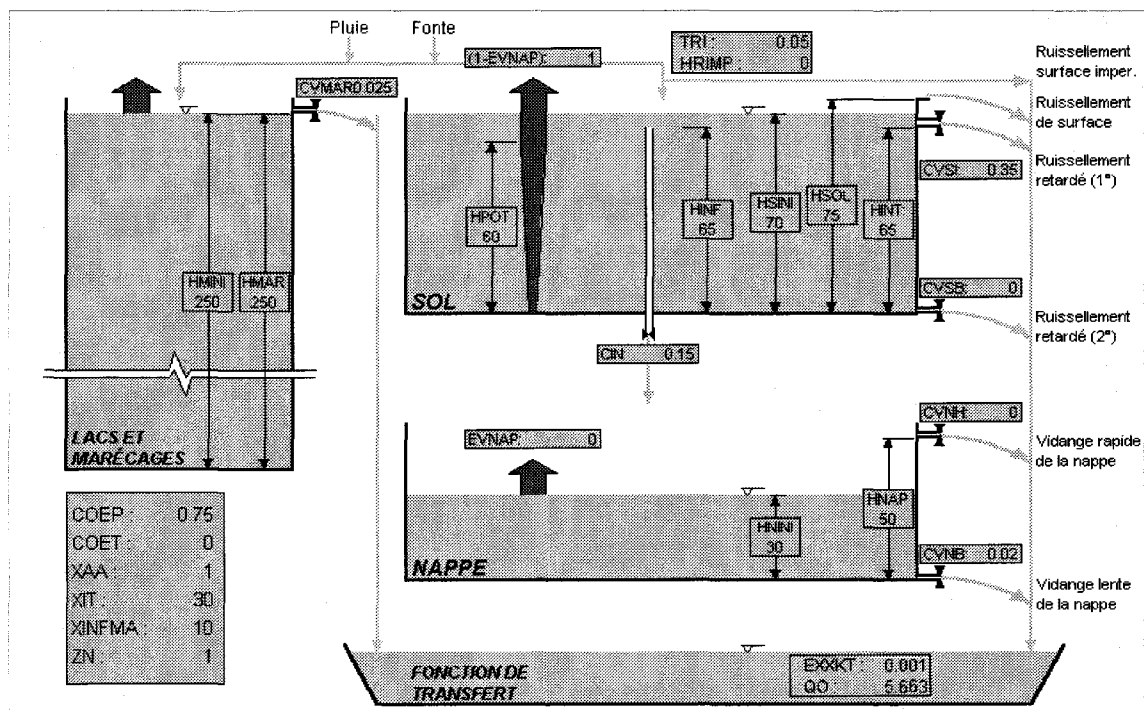 Pluie Fonte
(1-EVNAP): 1
TRI : 0.05
HRIMP : 0
Ruissellement
surface imper.
CVMAR0.025
Ruissellement
de surface
Ruissellement
retardé (1°)
CVSI: 0.35
HPOT
60
HINF
65
HSINI
70
HSOL
75
HINT
65
HMINI
250
HMAR
250
SOL
CVSB: 0
Ruissellement
retardé (2°)
CIN 0.15
LACS ET
MARÉCAGES
EVNAP: 0
CVNH: 0
Vidange rapide
de la nappe
HNAP
50
HNINI
30
NAPPE
CVNB: 0.02
Vidange lente
de la nappe
COEP : 0.75
COET : 0
XAA : 1
XIT : 30
XINFMA : 10
ZN : 1
FONCTION DE
TRANSFERT
EXXKT : 0.001
QO : 5.663